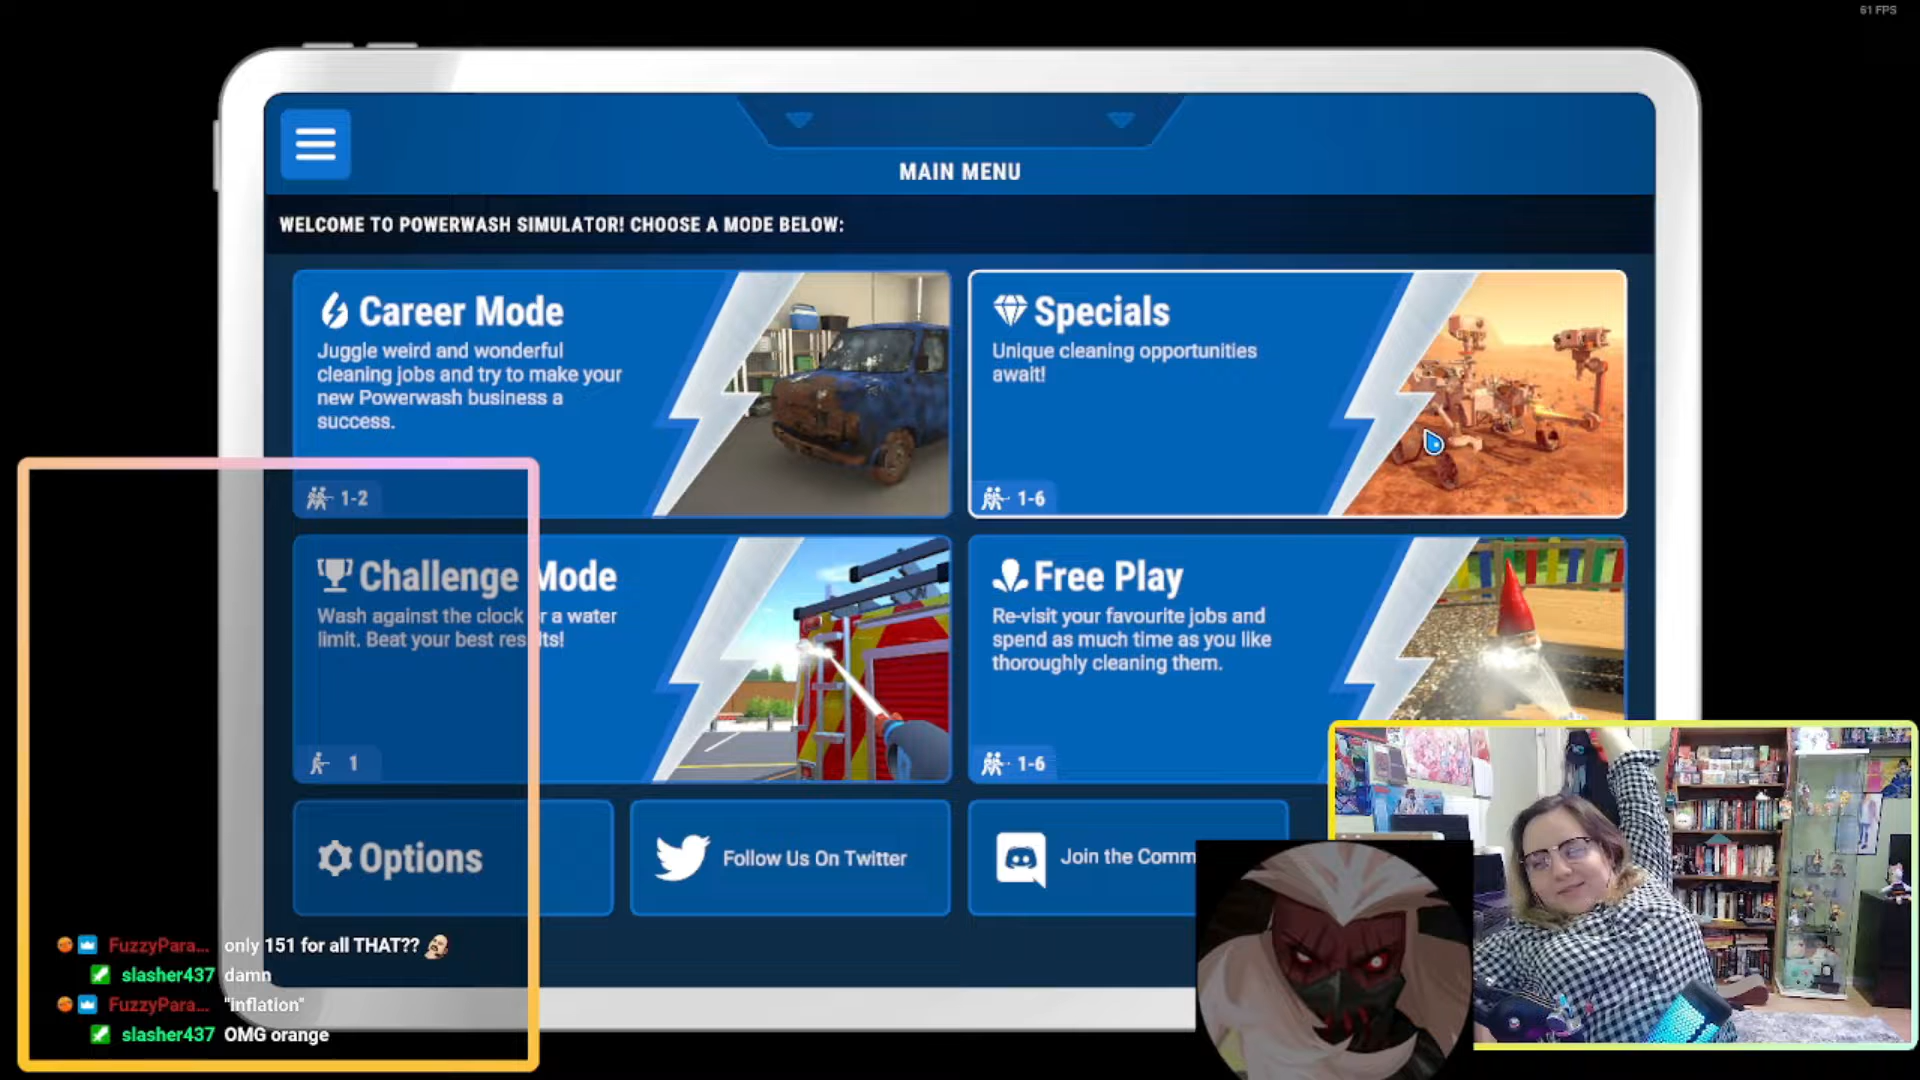 61 FPS
MAIN MENU
WELCOME TO POWERWASH SIMULATOR! CHOOSE A MODE BELOW:
Career Mode
Juggle weird and wonderful
cleaning jobs and try to make your
new Powerwash business a
success.
1-2
Specials
Unique cleaning opportunities
await!
1-6
Challenge Mode
Wash against the clock or a water
limit. Beat your best results!
1
Free Play
Re-visit your favourite jobs and
spend as much time as you like
thoroughly cleaning them.
1-6
Options
Follow Us On Twitter
Join the Comm
FuzzyPara... only 151 for all THAT??
slasher437 damn
FuzzyPara... "inflation"
slasher437 OMG orange